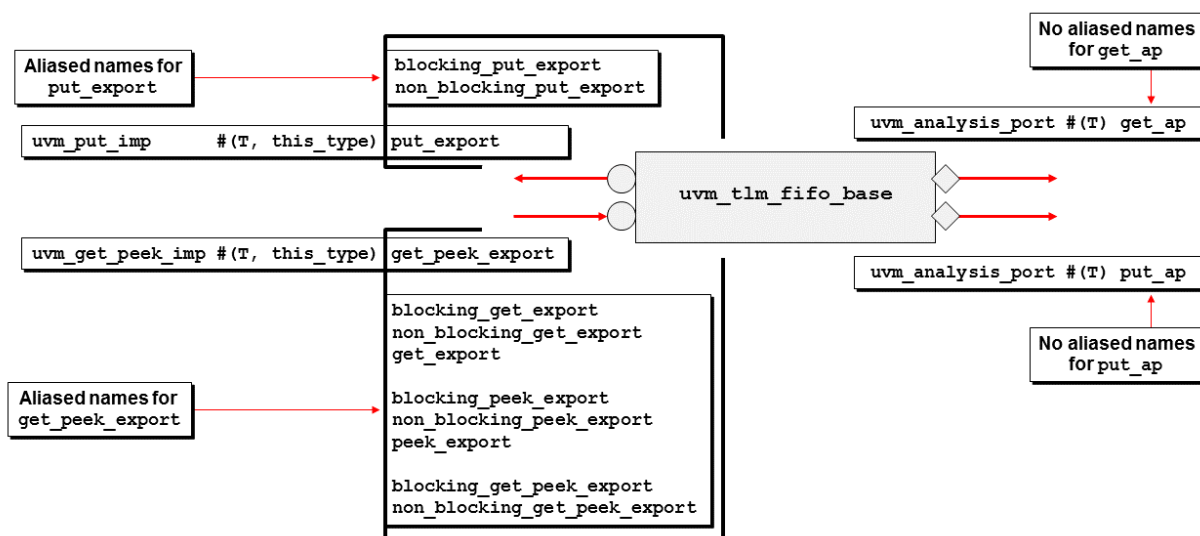 Aliased names for
put_export
blocking_put_export
non_blocking_put_export
No aliased names
for get_ap
uvm_analysis_port #(T) get_ap
uvm_put_imp #(T, this_type) put_export
uvm_tlm_fifo_base
uvm_get_peek_imp #(T, this_type) get_peek_export
uvm_analysis_port #(T) put_ap
No aliased names
for put_ap
Aliased names for
get_peek_export
blocking_get_export
non_blocking_get_export
get_export
blocking_peek_export
non_blocking_peek_export
peek_export
blocking_get_peek_export
non_blocking_get_peek_export